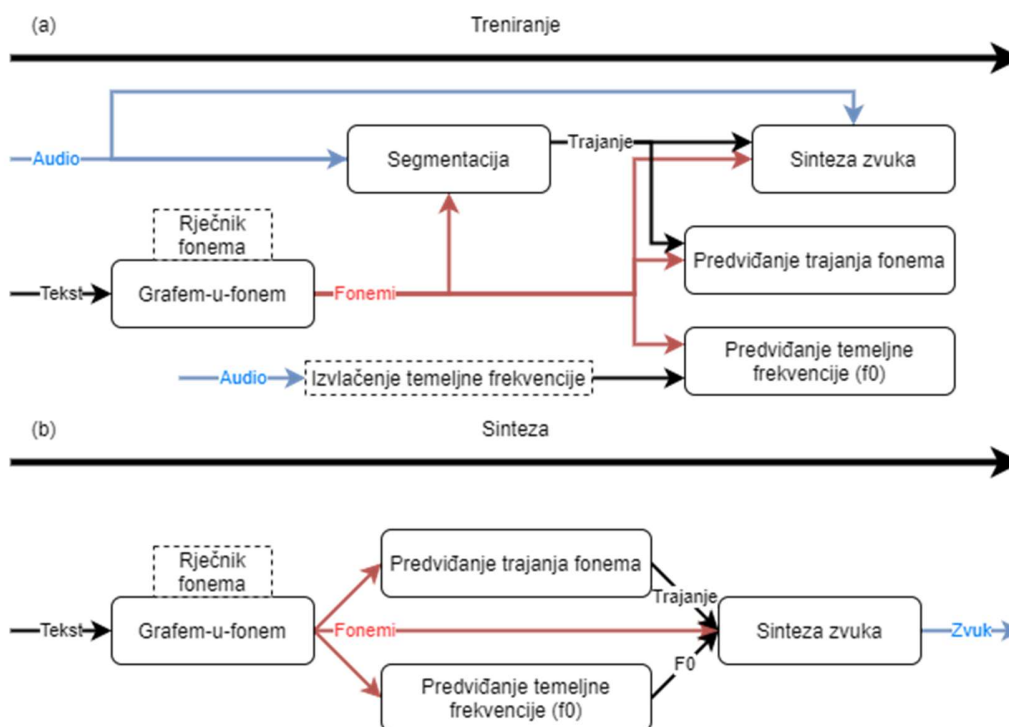 (a)
Treniranje
Audio
Segmentacija
Trajanje
Sinteza zvuka
Rječnik
fonema
Tekst
Grafem-u-fonem
Fonemi
Predviđanje trajanja fonema
Audio
Izvlačenje temeljne frekvencije
Predviđanje temeljne
frekvencije (f0)
(b)
Sinteza
Rječnik
fonema
Tekst
Grafem-u-fonem
Predviđanje trajanja fonema
Trajanje
Fonemi
Sinteza zvuka
Zvuk
F0
Predviđanje temeljne
frekvencije (f0)